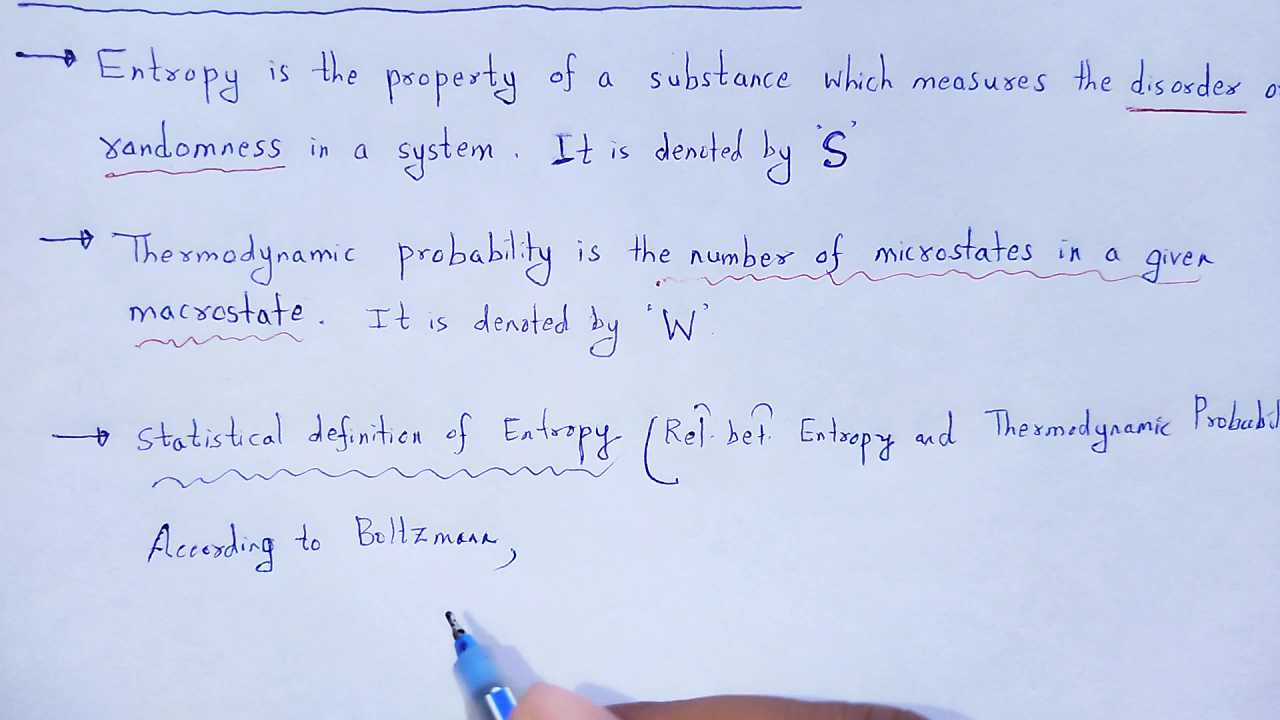 → Entropy is the property of a substance which measures the disorder o
randomness in a system. It is denoted by 'S'
→ Thermodynamic probability is the number of microstates in a given
macrostate. It is denoted by 'W'
→ Statistical definition of Entropy (Rel. bet. Entropy and Thermodynamic Probabil
According to Boltzmann,